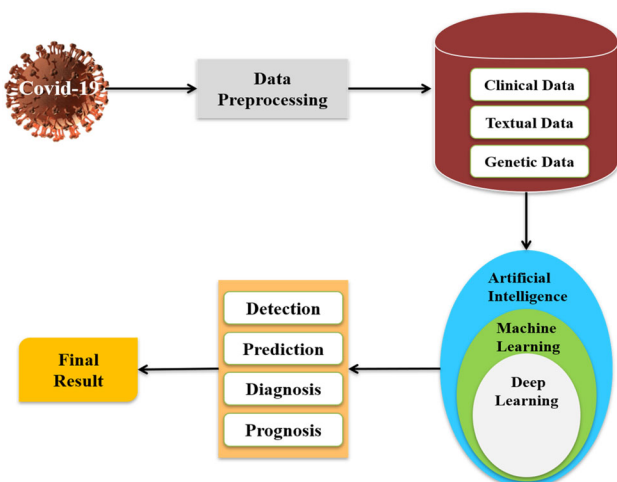 Covid-19
Data
Preprocessing
Clinical Data
Textual Data
Genetic Data
Artificial
Intelligence
Machine
Learning
Deep
Learning
Detection
Prediction
Diagnosis
Prognosis
Final
Result